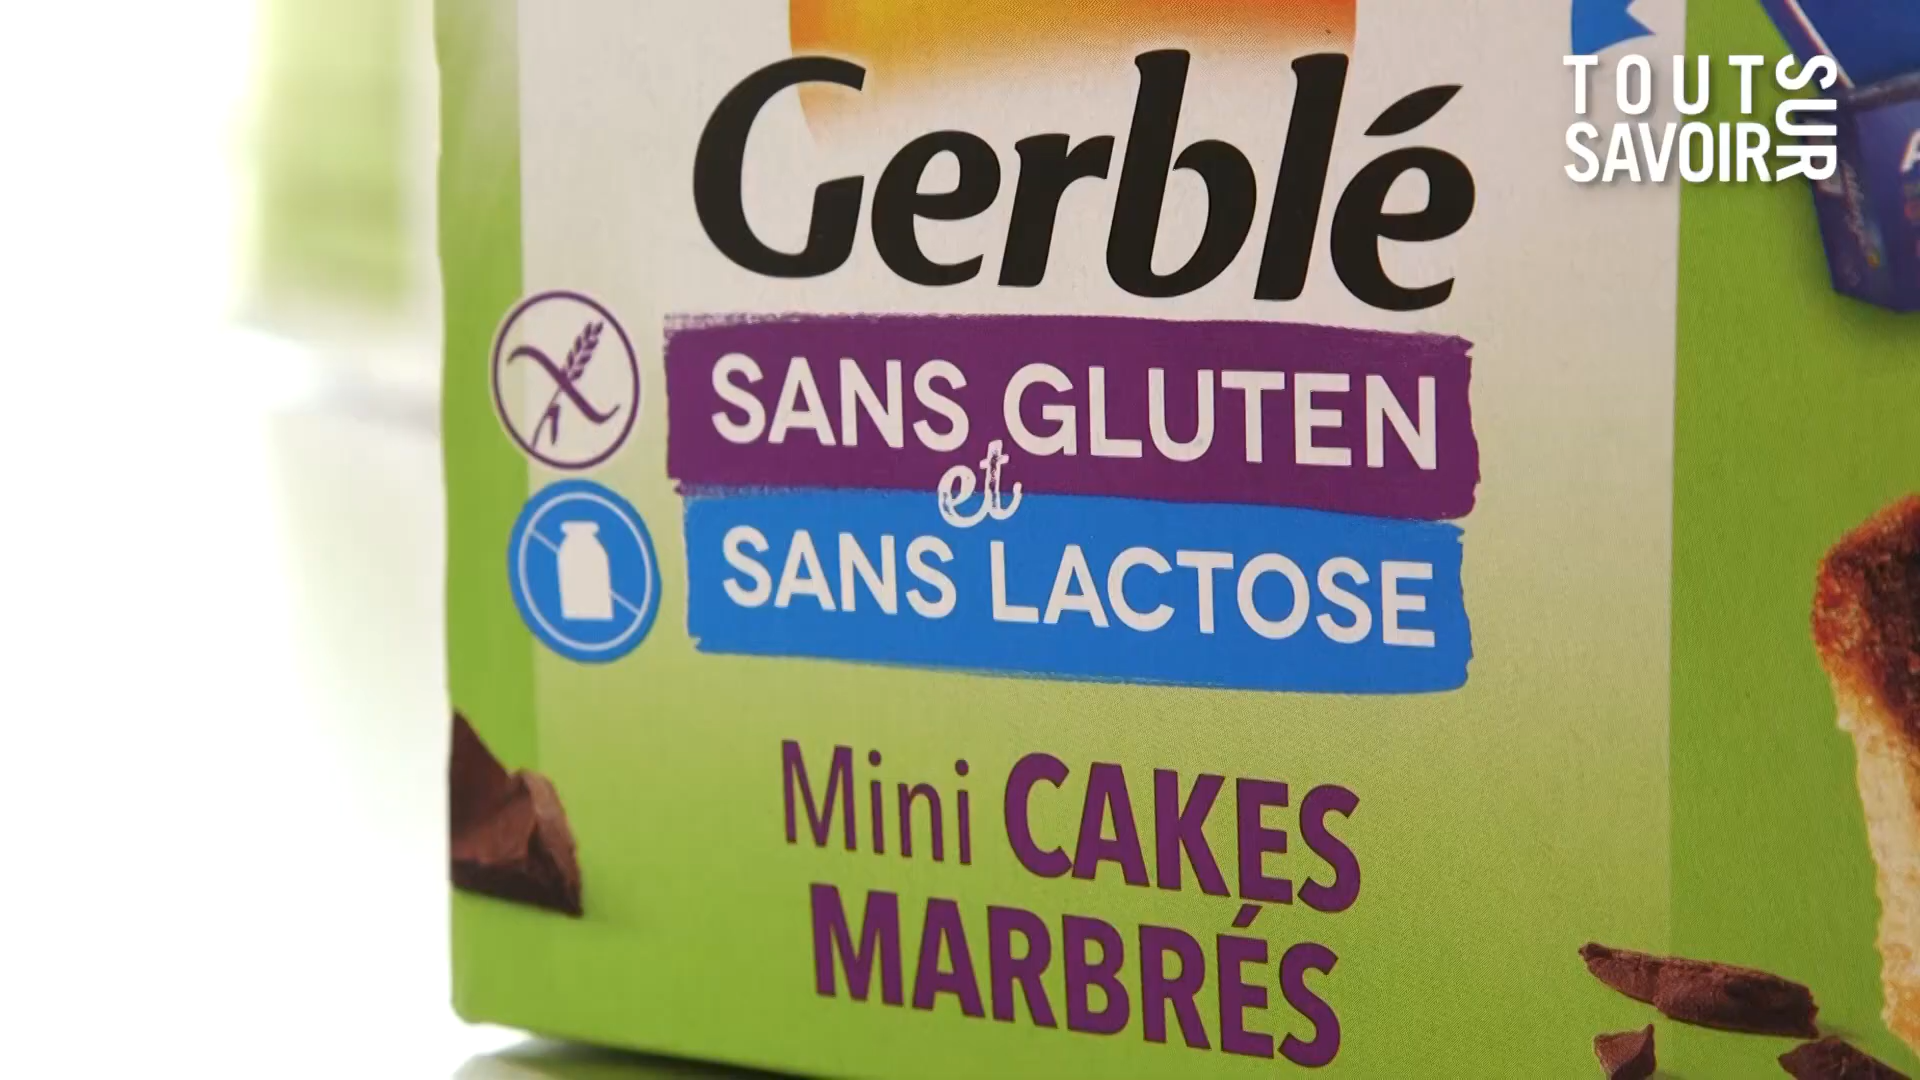 Gerblé
SANS GLUTEN
et
SANS LACTOSE
Mini CAKES
MARBRÉS
TOUT
SAVOIR
SUR